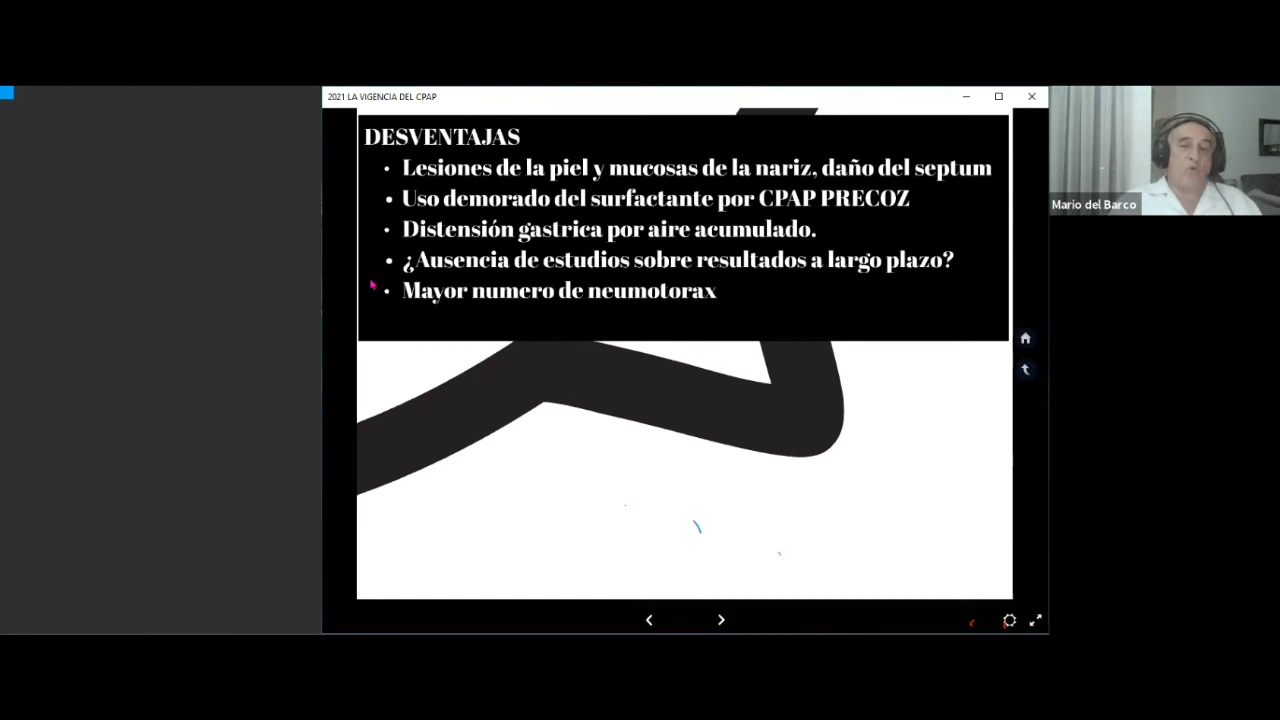 2021 LA VIGENCIA DEL CPAP
DESVENTAJAS
• Lesiones de la piel y mucosas de la nariz, daño del septum
• Uso demorado del surfactante por CPAP PRECOZ
• Distensión gastrica por aire acumulado.
• ¿Ausencia de estudios sobre resultados a largo plazo?
• Mayor numero de neumotorax
Mario del Barco